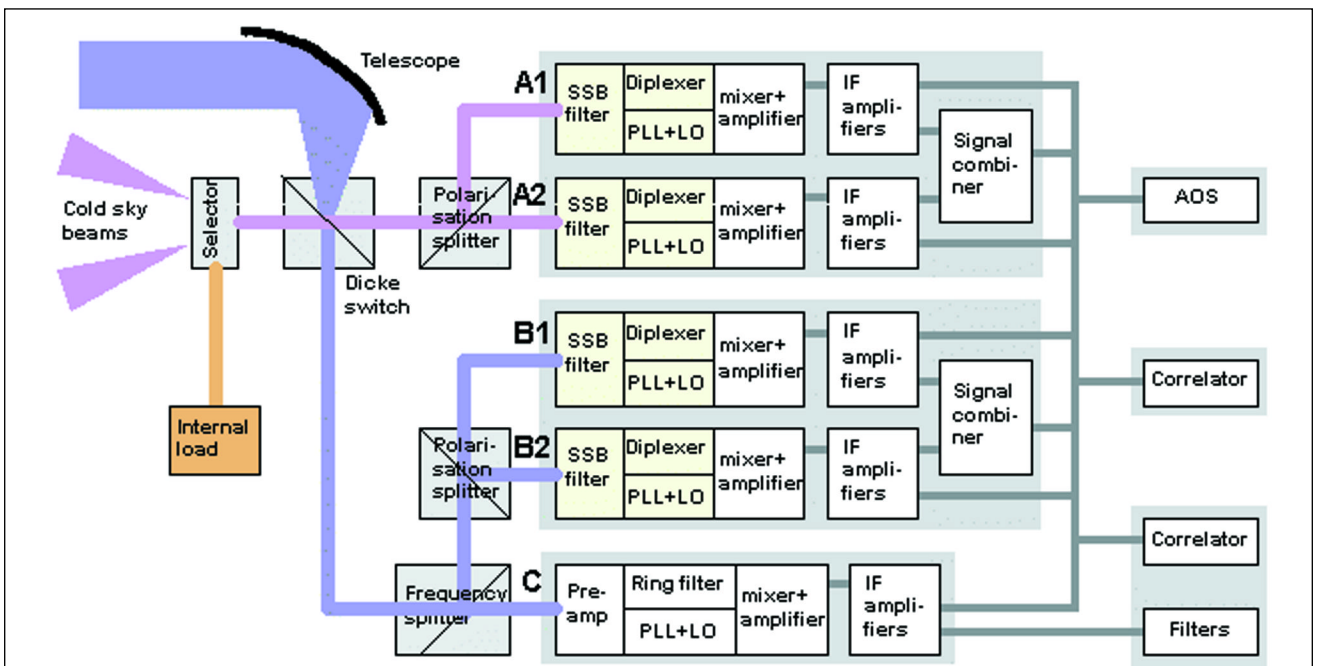 Telescope
Cold sky
beams
Selector
Internal
load
Dicke
switch
Polari-
sation
splitter
A1
SSB
filter
Diplexer
PLL+LO
mixer+
amplifier
IF
ampli-
fiers
A2
SSB
filter
Diplexer
PLL+LO
mixer+
amplifier
IF
ampli-
fiers
Signal
combi-
ner
AOS
Polari-
sation
splitter
B1
SSB
filter
Diplexer
PLL+LO
mixer+
amplifier
IF
ampli-
fiers
B2
SSB
filter
Diplexer
PLL+LO
mixer+
amplifier
IF
ampli-
fiers
Signal
combi-
ner
Correlator
Frequency
splitter
C
Pre-
amp
Ring filter
PLL+LO
mixer+
amplifier
IF
ampli-
fiers
Correlator
Filters